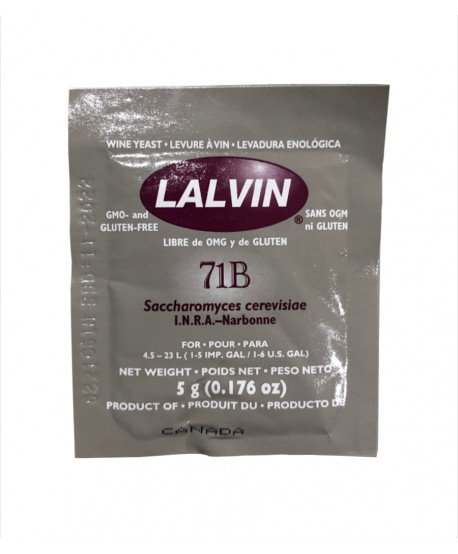 WINE YEAST • LEVURE À VIN • LEVADURA ENOLÓGICA
LALVIN®
GMO- and
GLUTEN-FREE
SANS OGM
ni GLUTEN
LIBRE de OMG y de GLUTEN
71B
Saccharomyces cerevisiae
I.N.R.A.–Narbonne
FOR • POUR • PARA
4.5 – 23 L ( 1-5 IMP. GAL / 1-6 U.S. GAL )
NET WEIGHT • POIDS NET • PESO NETO
5 g (0.176 oz)
PRODUCT OF • PRODUIT DU • PRODUCTO DE
CANADA